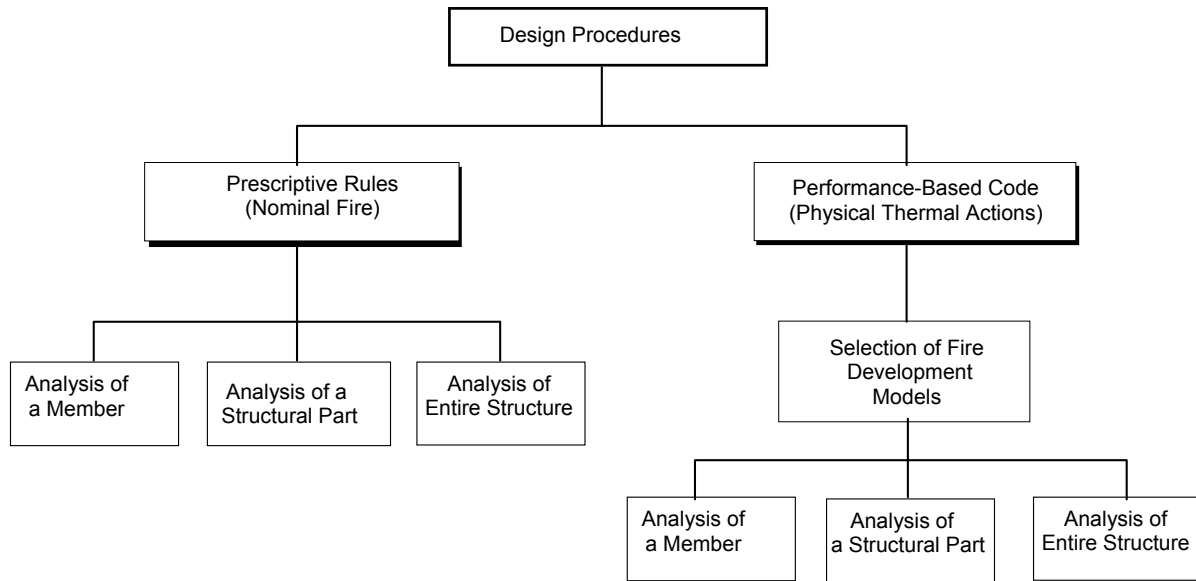 Design Procedures
Prescriptive Rules
(Nominal Fire)
Performance-Based Code
(Physical Thermal Actions)
Analysis of
a Member
Analysis of a
Structural Part
Analysis of
Entire Structure
Selection of Fire
Development
Models
Analysis of
a Member
Analysis of
a Structural Part
Analysis of
Entire Structure